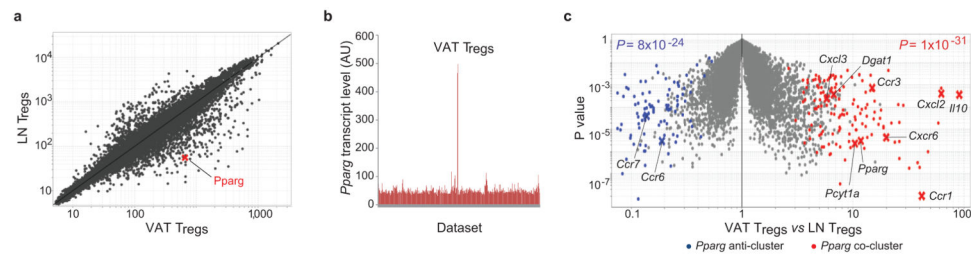 a
LN Tregs
10⁴
10³
10²
10
10 100 1000
VAT Tregs
Pparg
b
VAT Tregs
Pparg transcript level (AU)
600
500
400
300
200
100
0
Dataset
c
P= 8x10⁻²⁴
P = 1x10⁻³¹
P value
1
10⁻³
10⁻⁵
10⁻⁷
Cxcl3
Dgat1
Ccr3
Cxcl2
Il10
Cxcr6
Ccr7
Ccr6
Pcyt1a
Pparg
Ccr1
0.1 1 10 100
VAT Tregs vs LN Tregs
Pparg anti-cluster
Pparg co-cluster